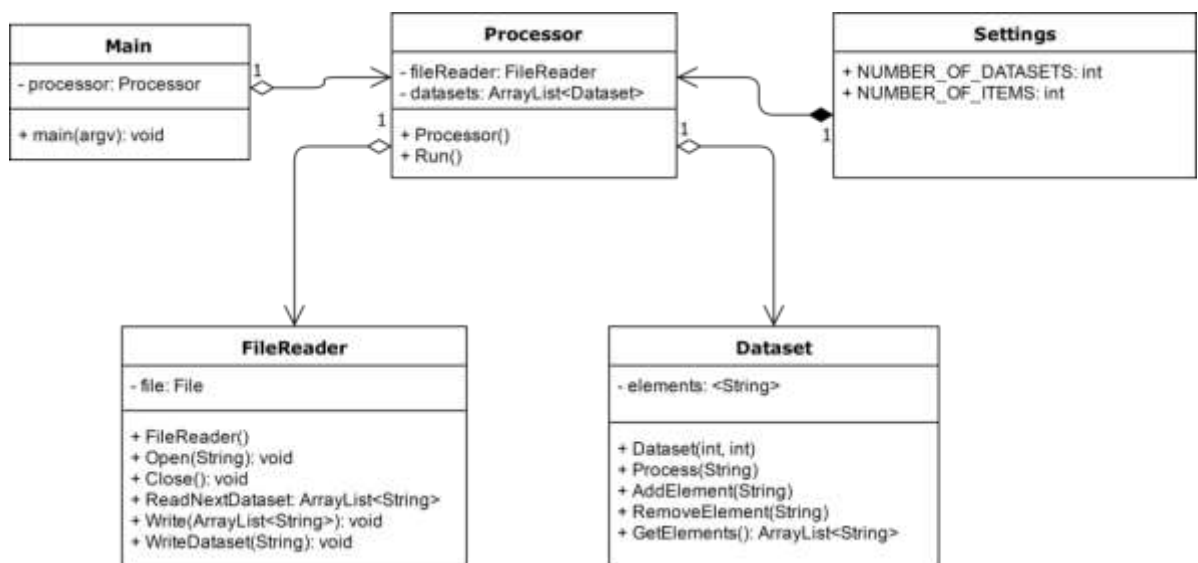 Main
- processor: Processor
+ main(argv): void
1
Processor
- fileReader: FileReader
- datasets: ArrayList<Dataset>
+ Processor()
+ Run()
1
1
Settings
+ NUMBER_OF_DATASETS: int
+ NUMBER_OF_ITEMS: int
1
FileReader
- file: File
+ FileReader()
+ Open(String): void
+ Close(): void
+ ReadNextDataset: ArrayList<String>
+ Write(ArrayList<String>): void
+ WriteDataset(String): void
Dataset
- elements: <String>
+ Dataset(int, int)
+ Process(String)
+ AddElement(String)
+ RemoveElement(String)
+ GetElements(): ArrayList<String>